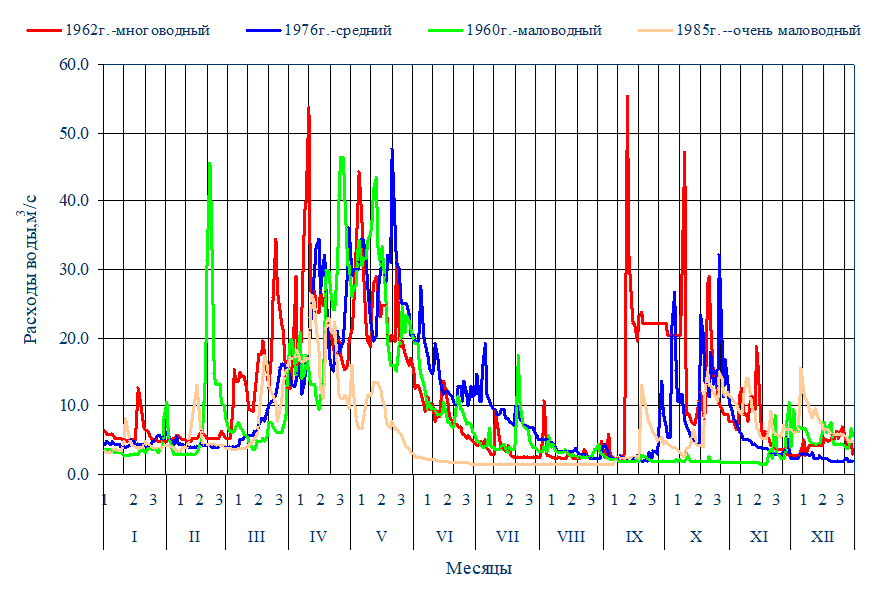 1962г.-многоводный 1976г.-средний 1960г.-маловодный 1985г.--очень маловодный
Расходы воды,м3/с
60.0
50.0
40.0
30.0
20.0
10.0
0.0
1 2 3 1 2 3 1 2 3 1 2 3 1 2 3 1 2 3 1 2 3 1 2 3 1 2 3 1 2 3 1 2 3 1 2 3
I II III IV V VI VII VIII IX X XI XII
Месяцы